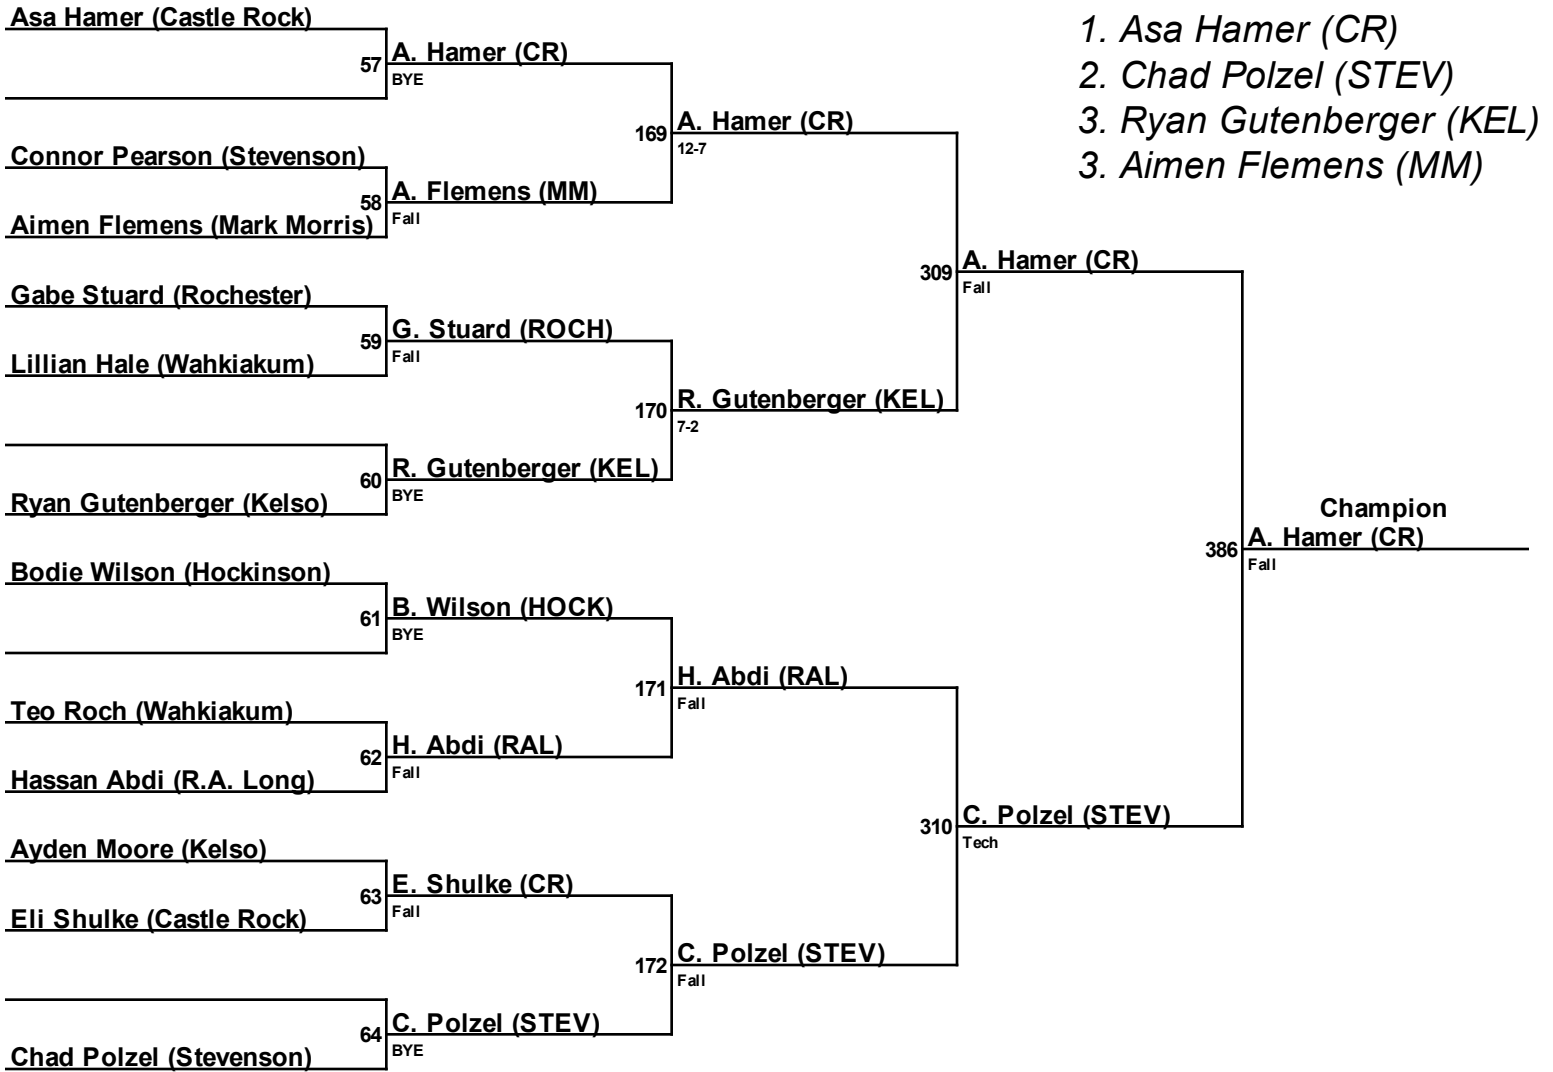 Asa Hamer (Castle Rock)
57
A. Hamer (CR)
BYE
Connor Pearson (Stevenson)
58
A. Flemens (MM)
Fall
Aimen Flemens (Mark Morris)
169
A. Hamer (CR)
12-7
Gabe Stuard (Rochester)
59
G. Stuard (ROCH)
Fall
Lillian Hale (Wahkiakum)
170
R. Gutenberger (KEL)
7-2
60
R. Gutenberger (KEL)
BYE
Ryan Gutenberger (Kelso)
309
A. Hamer (CR)
Fall
Bodie Wilson (Hockinson)
61
B. Wilson (HOCK)
BYE
171
H. Abdi (RAL)
Fall
Teo Roch (Wahkiakum)
62
H. Abdi (RAL)
Fall
Hassan Abdi (R.A. Long)
310
C. Polzel (STEV)
Tech
Ayden Moore (Kelso)
63
E. Shulke (CR)
Fall
Eli Shulke (Castle Rock)
172
C. Polzel (STEV)
Fall
64
C. Polzel (STEV)
BYE
Chad Polzel (Stevenson)
Champion
386
A. Hamer (CR)
Fall
1. Asa Hamer (CR)
2. Chad Polzel (STEV)
3. Ryan Gutenberger (KEL)
3. Aimen Flemens (MM)